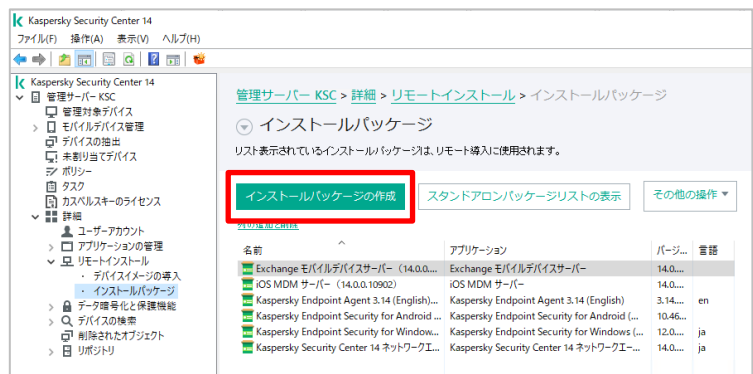 Kaspersky Security Center 14
ファイル(F) 操作(A) 表示(V) ヘルプ(H)
Kaspersky Security Center 14
管理サーバー KSC
管理対象デバイス
モバイルデバイス管理
デバイスの抽出
未割り当てデバイス
ポリシー
タスク
カスペルスキーのライセンス
詳細
ユーザーアカウント
アプリケーションの管理
リモートインストール
・ デバイスイメージの導入
・ インストールパッケージ
データ暗号化と保護機能
デバイスの検索
削除されたオブジェクト
リポジトリ
管理サーバー KSC > 詳細 > リモートインストール > インストールパッケージ
インストールパッケージ
リスト表示されているインストールパッケージは、リモート導入に使用されます。
インストールパッケージの作成 スタンドアロンパッケージリストの表示 その他の操作
列の追加と削除
名前 アプリケーション バージ... 言語
Exchange モバイルデバイスサーバー (14.0.0.... Exchange モバイルデバイスサーバー 14.0....
iOS MDM サーバー (14.0.0.10902) iOS MDM サーバー 14.0....
Kaspersky Endpoint Agent 3.14 (English)... Kaspersky Endpoint Agent 3.14 (English) 3.14.... en
Kaspersky Endpoint Security for Android ... Kaspersky Endpoint Security for Android (... 10.46...
Kaspersky Endpoint Security for Window... Kaspersky Endpoint Security for Windows (... 12.0.... ja
Kaspersky Security Center 14 ネットワークエ... Kaspersky Security Center 14 ネットワークエー... 14.0.... ja